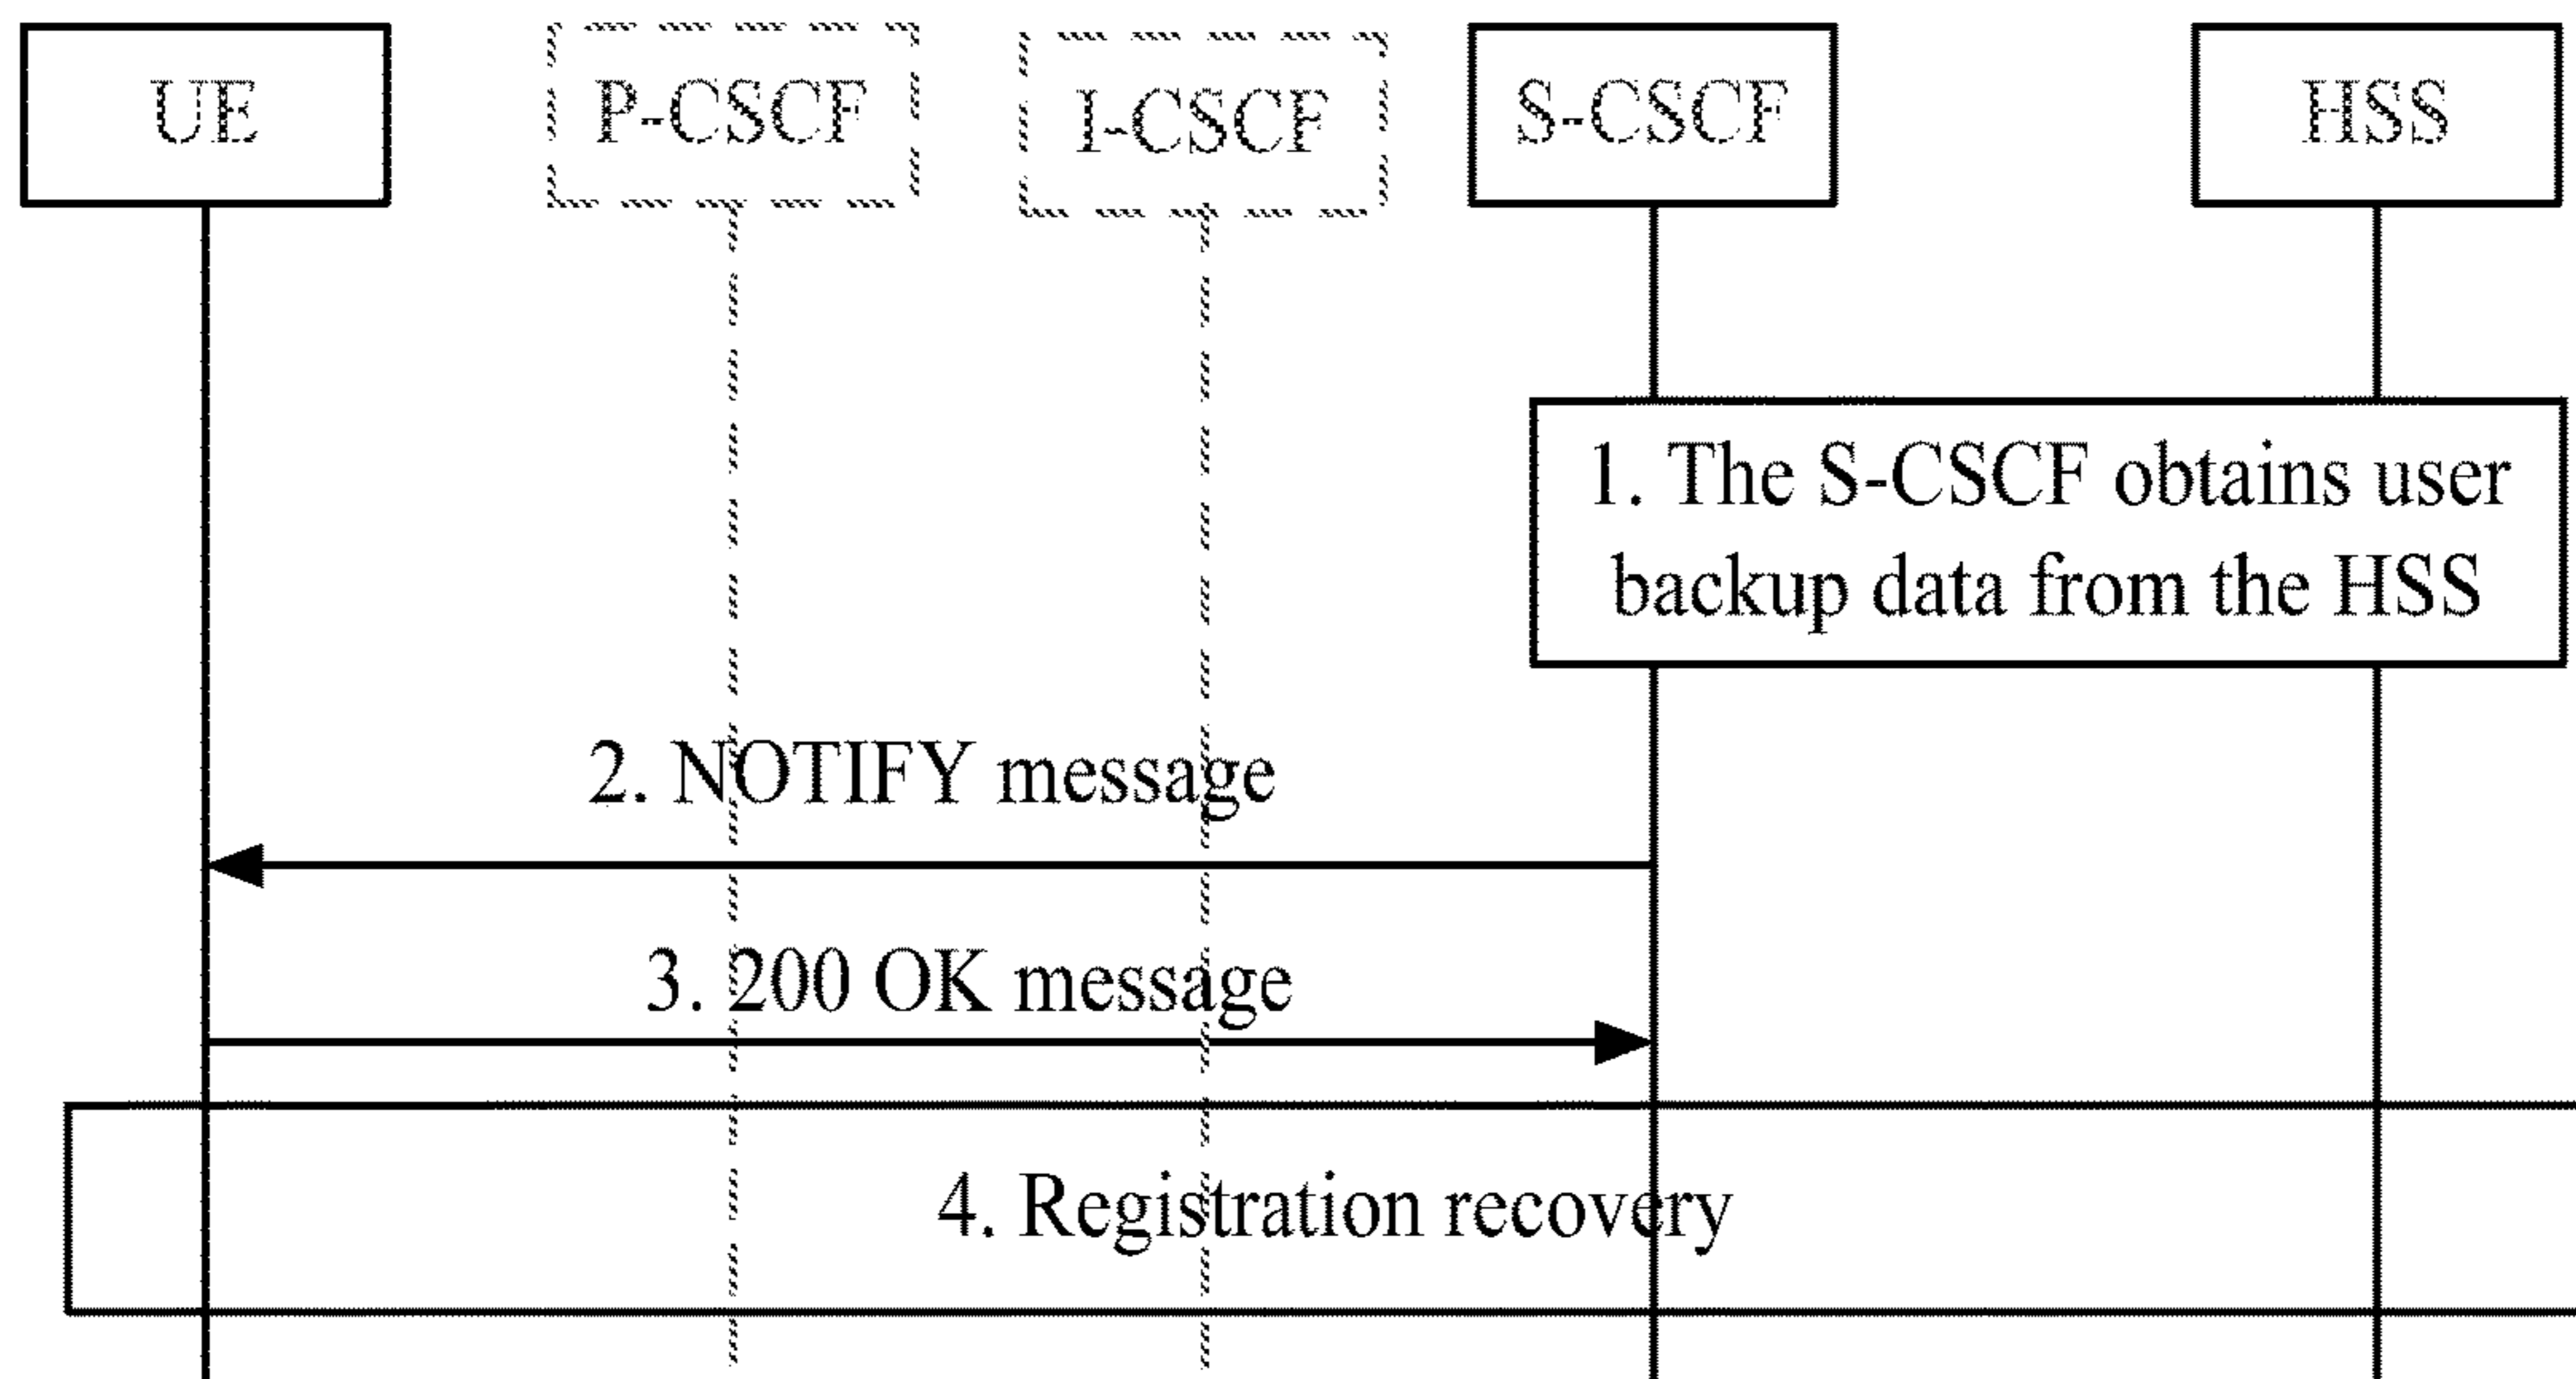 UE
P-CSCF
I-CSCF
S-CSCF
HSS
1. The S-CSCF obtains user
backup data from the HSS
2. NOTIFY message
3. 200 OK message
4. Registration recovery